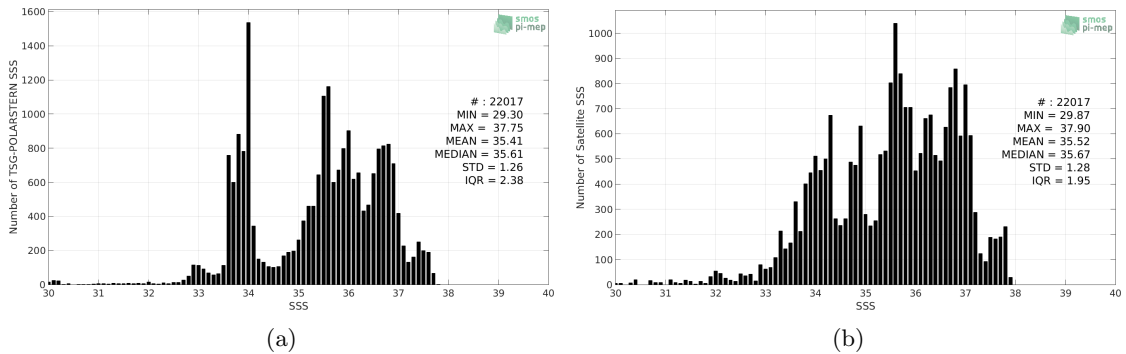 1600
1400
1200
1000
800
600
400
200
0
Number of TSG-POLARSTERN SSS
30 31 32 33 34 35 36 37 38 39 40
SSS
smos
pi-mep
# : 22017
MIN = 29.30
MAX = 37.75
MEAN = 35.41
MEDIAN = 35.61
STD = 1.26
IQR = 2.38
(a)
1000
900
800
700
600
500
400
300
200
100
0
Number of Satellite SSS
30 31 32 33 34 35 36 37 38 39 40
SSS
smos
pi-mep
# : 22017
MIN = 29.87
MAX = 37.90
MEAN = 35.52
MEDIAN = 35.67
STD = 1.28
IQR = 1.95
(b)